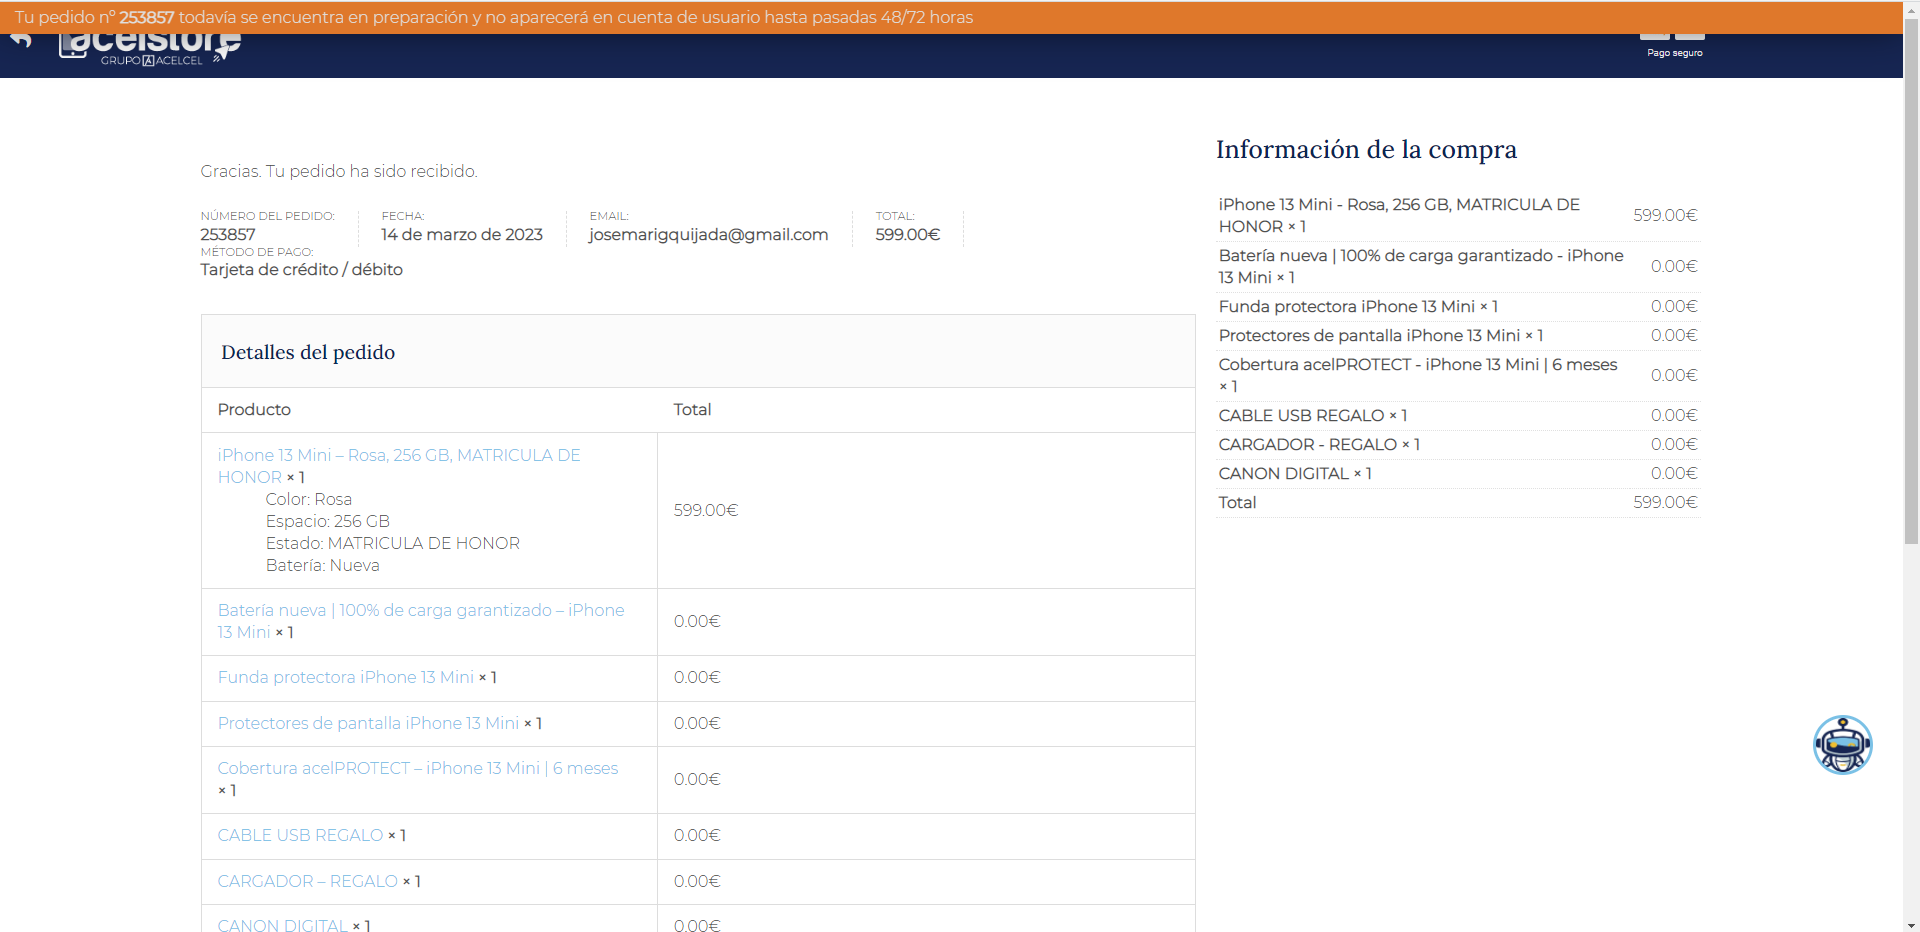 Tu pedido nº 253857 todavía se encuentra en preparación y no aparecerá en cuenta de usuario hasta pasadas 48/72 horas
acelstore
GRUPO A ACELCEL
Pago seguro
Gracias. Tu pedido ha sido recibido.
NÚMERO DEL PEDIDO:
253857
FECHA:
14 de marzo de 2023
EMAIL:
josemarigquijada@gmail.com
TOTAL:
599.00€
MÉTODO DE PAGO:
Tarjeta de crédito / débito
Detalles del pedido
Producto Total
iPhone 13 Mini – Rosa, 256 GB, MATRICULA DE
HONOR × 1
Color: Rosa
Espacio: 256 GB
Estado: MATRICULA DE HONOR
Batería: Nueva
599.00€
Batería nueva | 100% de carga garantizado – iPhone
13 Mini × 1
0.00€
Funda protectora iPhone 13 Mini × 1 0.00€
Protectores de pantalla iPhone 13 Mini × 1 0.00€
Cobertura acelPROTECT – iPhone 13 Mini | 6 meses
× 1
0.00€
CABLE USB REGALO × 1 0.00€
CARGADOR – REGALO × 1 0.00€
CANON DIGITAL × 1 0.00€
Información de la compra
iPhone 13 Mini - Rosa, 256 GB, MATRICULA DE
HONOR × 1
599.00€
Batería nueva | 100% de carga garantizado - iPhone
13 Mini × 1
0.00€
Funda protectora iPhone 13 Mini × 1 0.00€
Protectores de pantalla iPhone 13 Mini × 1 0.00€
Cobertura acelPROTECT - iPhone 13 Mini | 6 meses
× 1
0.00€
CABLE USB REGALO × 1 0.00€
CARGADOR - REGALO × 1 0.00€
CANON DIGITAL × 1 0.00€
Total 599.00€